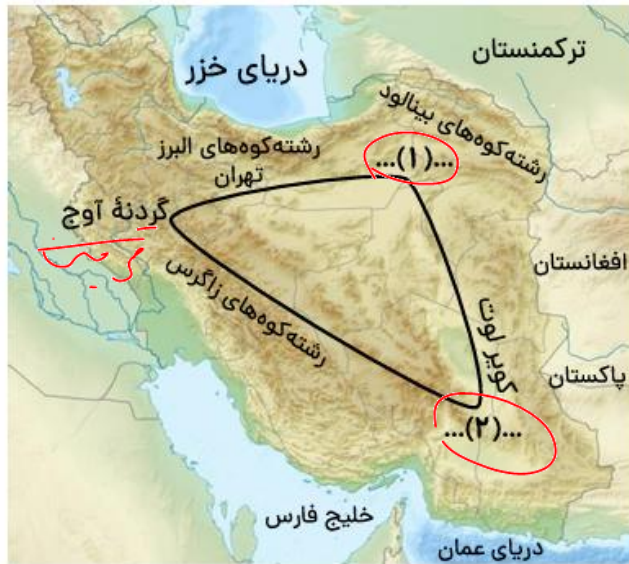 ترکمنستان
دریای خزر
رشته‌کوه‌های بینالود
...(۱)...
رشته‌کوه‌های البرز
تهران
گردنهٔ آوج
افغانستان
رشته‌کوه‌های زاگرس
کویر لوت
پاکستان
...(۲)...
خلیج فارس
دریای عمان